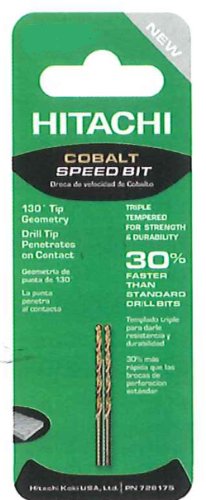 NEW
HITACHI
COBALT
SPEED BIT
Broca de velocidad de Cobalto
130° Tip
Geometry
Drill Tip
Penetrates
on Contact
Geometría de
punta de 130°
La punta
penetra
al contacto
TRIPLE
TEMPERED
FOR STRENGTH
& DURABILITY
30%
FASTER
THAN
STANDARD
DRILL BITS
Templado triple
para darle
resistencia y
durabilidad
30% más
rápida que las
brocas de
perforación
estándar
Hitachi Koki USA, Ltd. | PN 728175